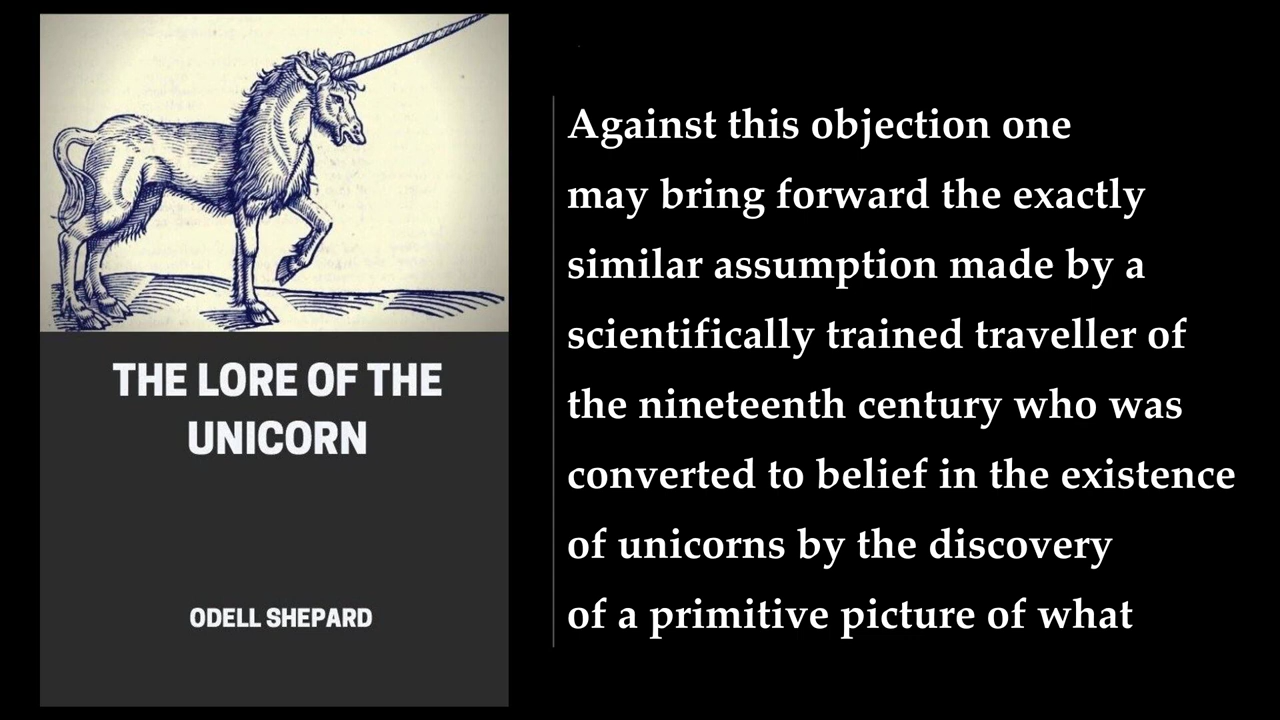 THE LORE OF THE
UNICORN
ODELL SHEPARD
Against this objection one
may bring forward the exactly
similar assumption made by a
scientifically trained traveller of
the nineteenth century who was
converted to belief in the existence
of unicorns by the discovery
of a primitive picture of what